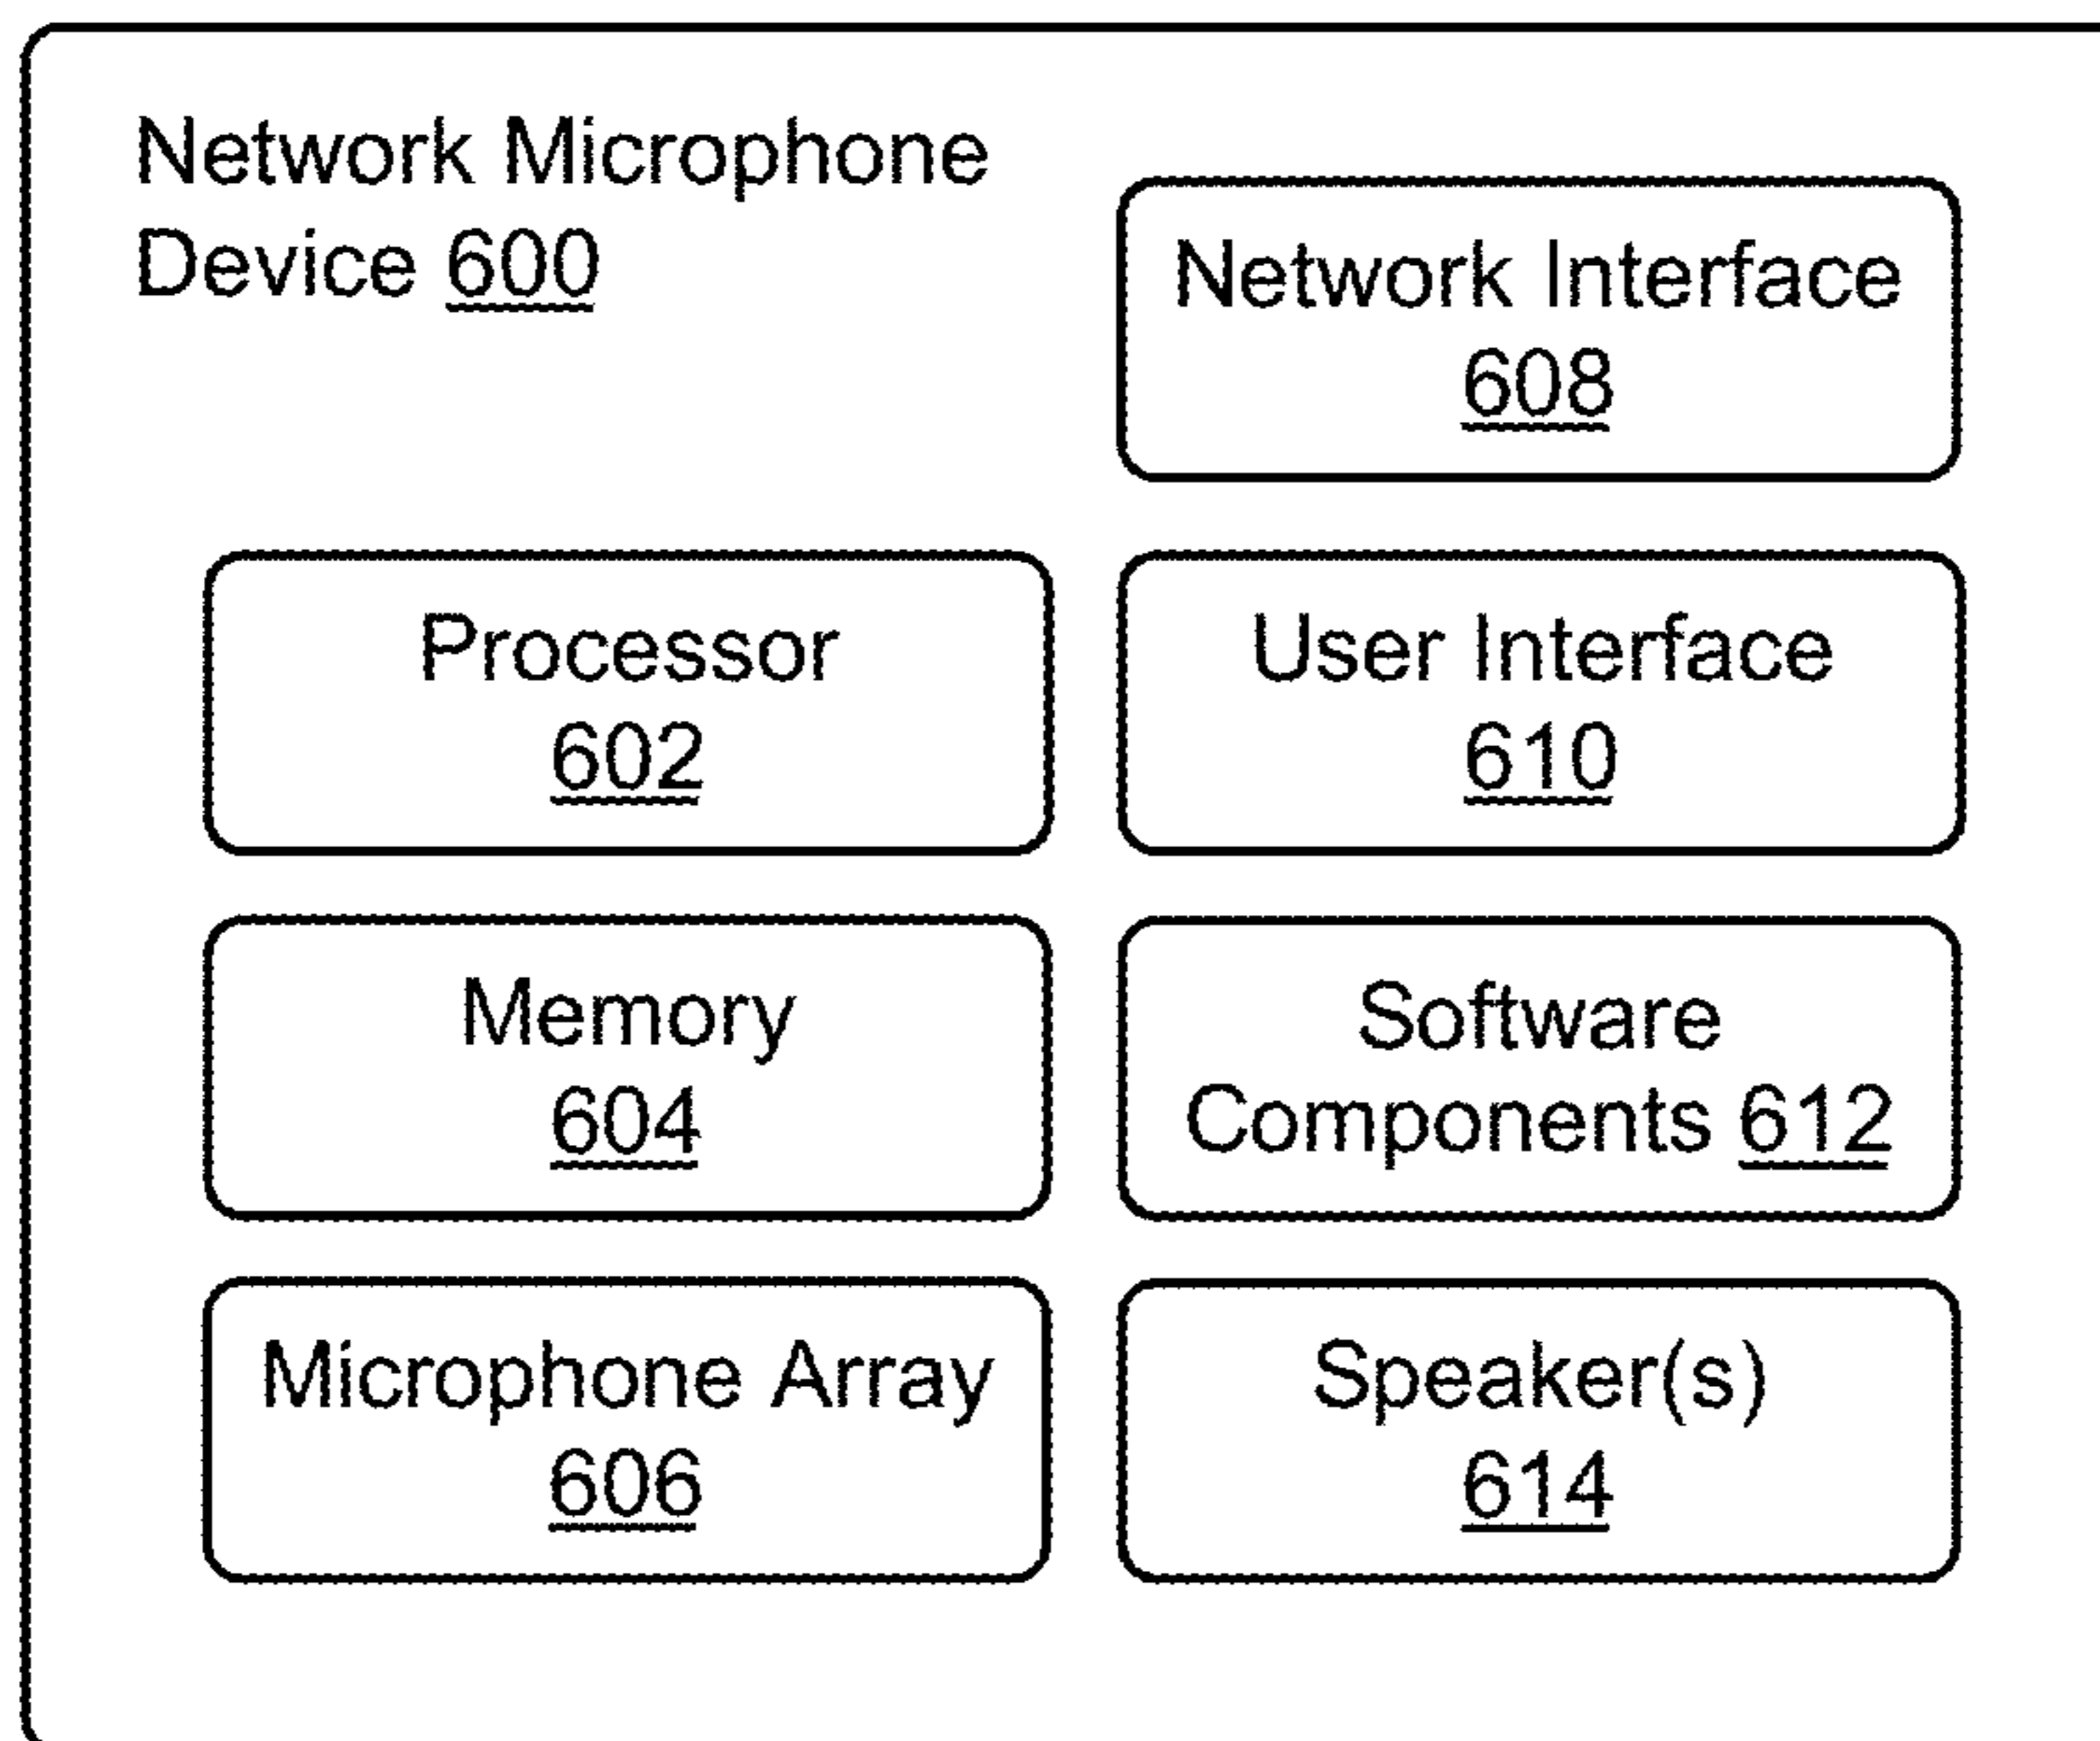 Network Microphone
Device 600
Network Interface
608
Processor
602
User Interface
610
Memory
604
Software
Components 612
Microphone Array
606
Speaker(s)
614